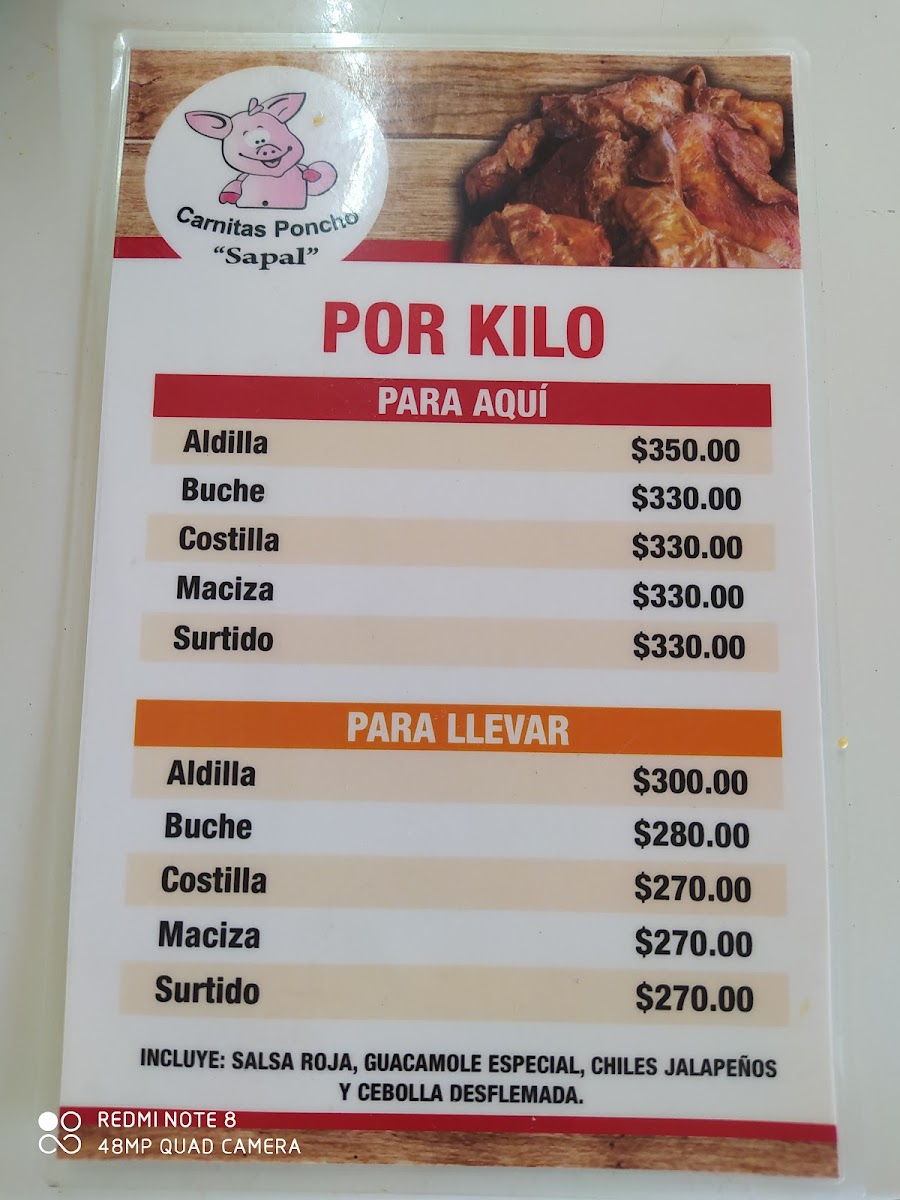 Carnitas Poncho
“Sapal”
POR KILO
PARA AQUÍ
Aldilla $350.00
Buche $330.00
Costilla $330.00
Maciza $330.00
Surtido $330.00
PARA LLEVAR
Aldilla $300.00
Buche $280.00
Costilla $270.00
Maciza $270.00
Surtido $270.00
INCLUYE: SALSA ROJA, GUACAMOLE ESPECIAL, CHILES JALAPEÑOS
Y CEBOLLA DESFLEMADA.
REDMI NOTE 8
48MP QUAD CAMERA